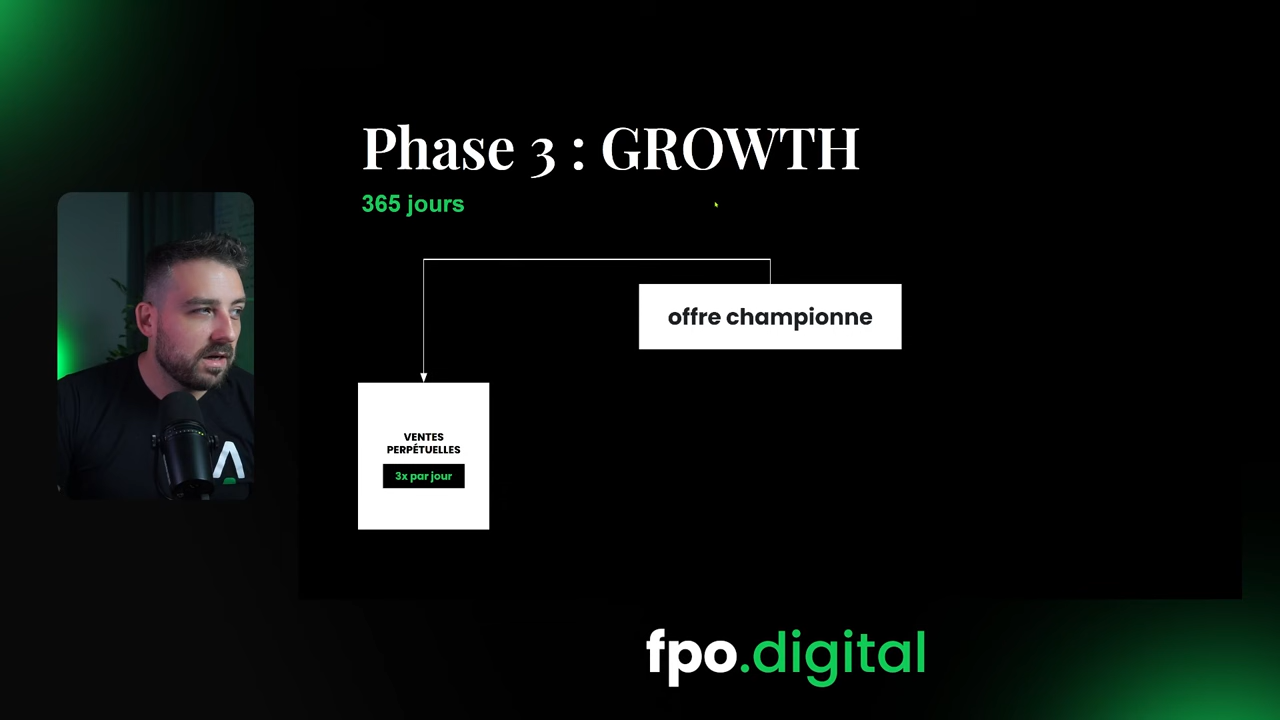 Phase 3 : GROWTH
365 jours
offre championne
VENTES
PERPÉTUELLES
3x par jour
fpo.digital